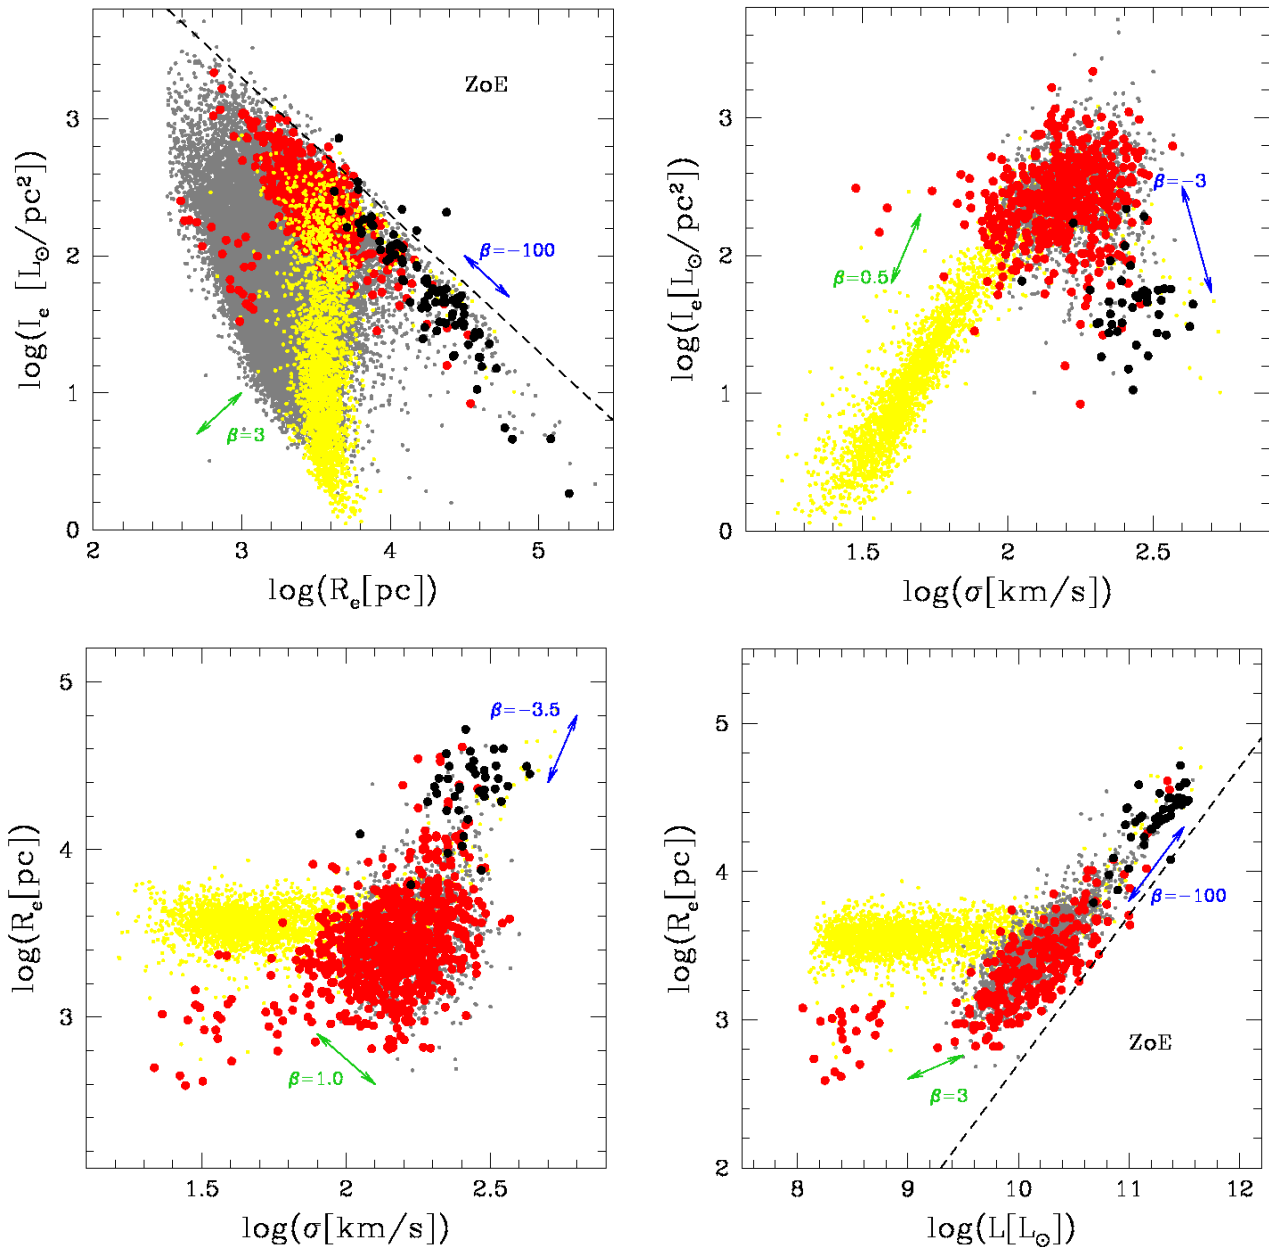 ZoE
β=−100
β=3
3
2
1
0
2
3
4
5
log(I_e [L_⊙/pc²])
log(R_e[pc])
β=−3
β=0.5
3
2
1
0
1.5
2
2.5
log(I_e[L_⊙/pc²])
log(σ[km/s])
β=−3.5
β=1.0
5
4
3
1.5
2
2.5
log(R_e[pc])
log(σ[km/s])
β=−100
ZoE
β=3
5
4
3
2
8
9
10
11
12
log(R_e[pc])
log(L[L_⊙])